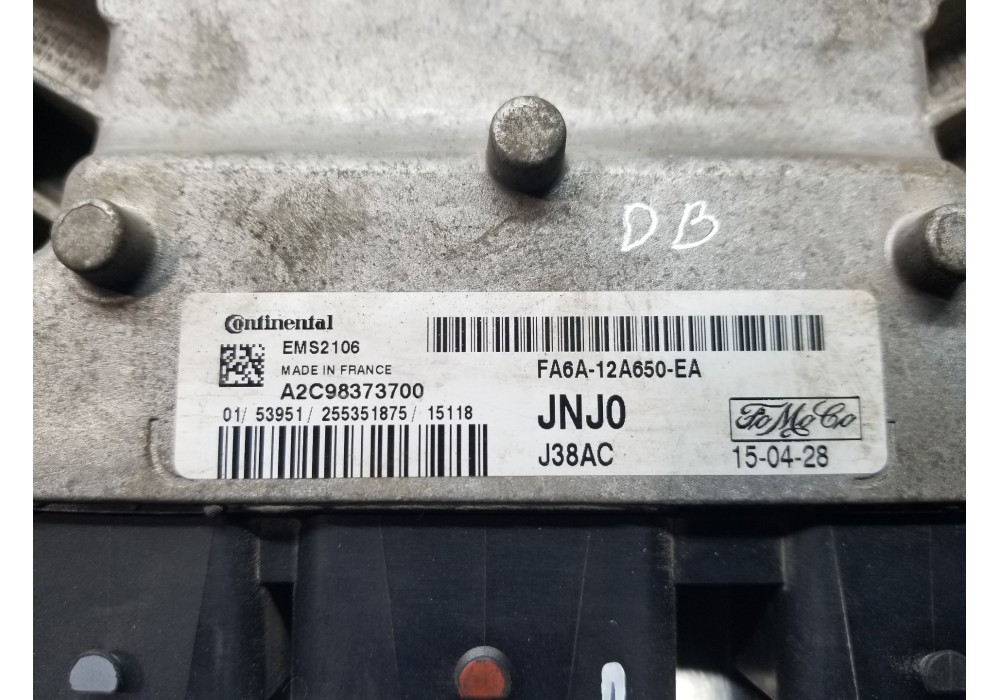 DB
Continental
EMS2106
MADE IN FRANCE
A2C98373700
01/ 53951/ 255351875/ 15118
FA6A-12A650-EA
JNJ0
J38AC
FoMoCo
15-04-28